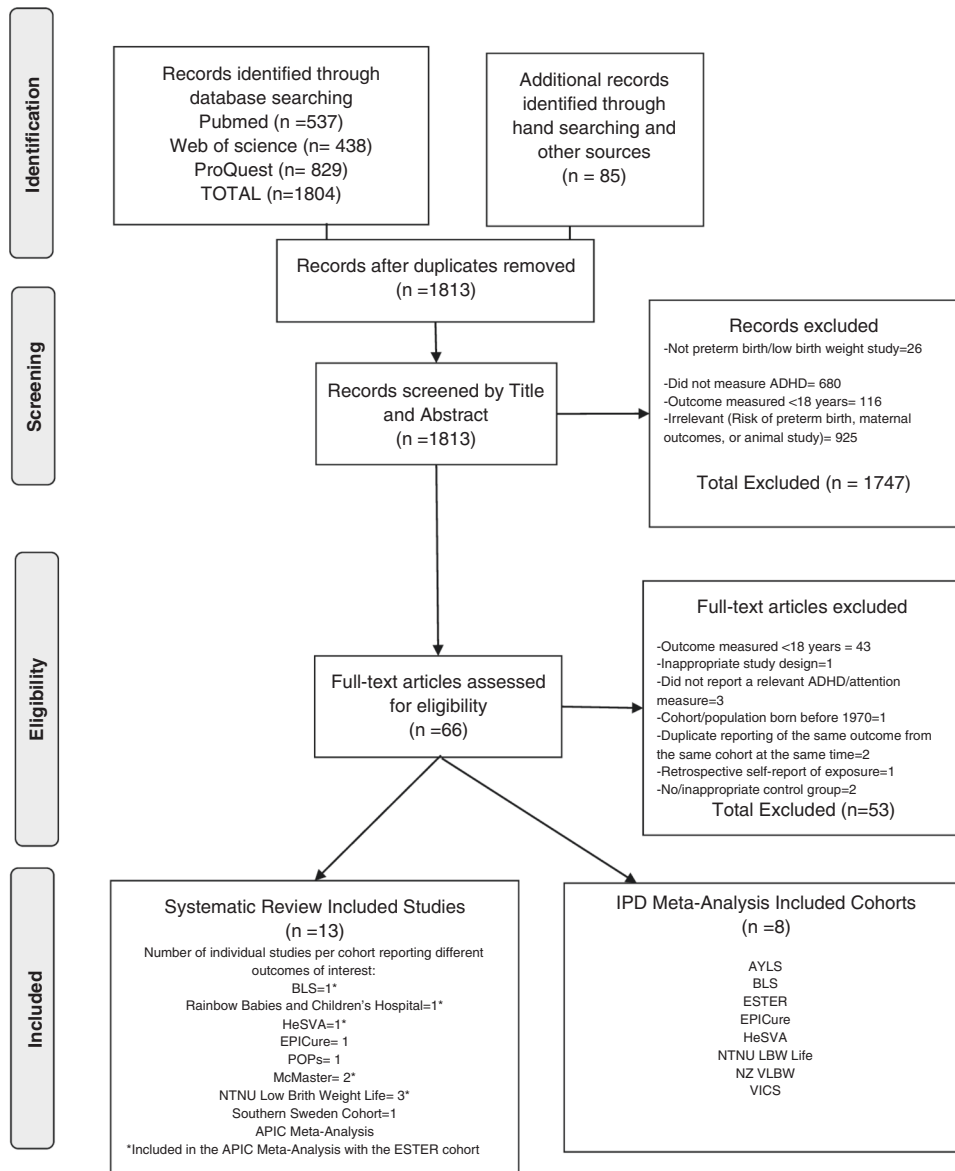 Identification
Records identified through
database searching
Pubmed (n =537)
Web of science (n= 438)
ProQuest (n= 829)
TOTAL (n=1804)
Additional records
identified through
hand searching and
other sources
(n = 85)
Records after duplicates removed
(n =1813)
Screening
Records screened by Title
and Abstract
(n =1813)
Records excluded
-Not preterm birth/low birth weight study=26
-Did not measure ADHD= 680
-Outcome measured <18 years= 116
-Irrelevant (Risk of preterm birth, maternal
outcomes, or animal study)= 925
Total Excluded (n = 1747)
Eligibility
Full-text articles assessed
for eligibility
(n =66)
Full-text articles excluded
-Outcome measured <18 years = 43
-Inappropriate study design=1
-Did not report a relevant ADHD/attention
measure=3
-Cohort/population born before 1970=1
-Duplicate reporting of the same outcome from
the same cohort at the same time=2
-Retrospective self-report of exposure=1
-No/inappropriate control group=2
Total Excluded (n=53)
Included
Systematic Review Included Studies
(n =13)
Number of individual studies per cohort reporting different
outcomes of interest:
BLS=1*
Rainbow Babies and Children's Hospital=1*
HeSVA=1*
EPICure= 1
POPs= 1
McMaster= 2*
NTNU Low Brith Weight Life= 3*
Southern Sweden Cohort=1
APIC Meta-Analysis
*Included in the APIC Meta-Analysis with the ESTER cohort
IPD Meta-Analysis Included Cohorts
(n =8)
AYLS
BLS
ESTER
EPICure
HeSVA
NTNU LBW Life
NZ VLBW
VICS